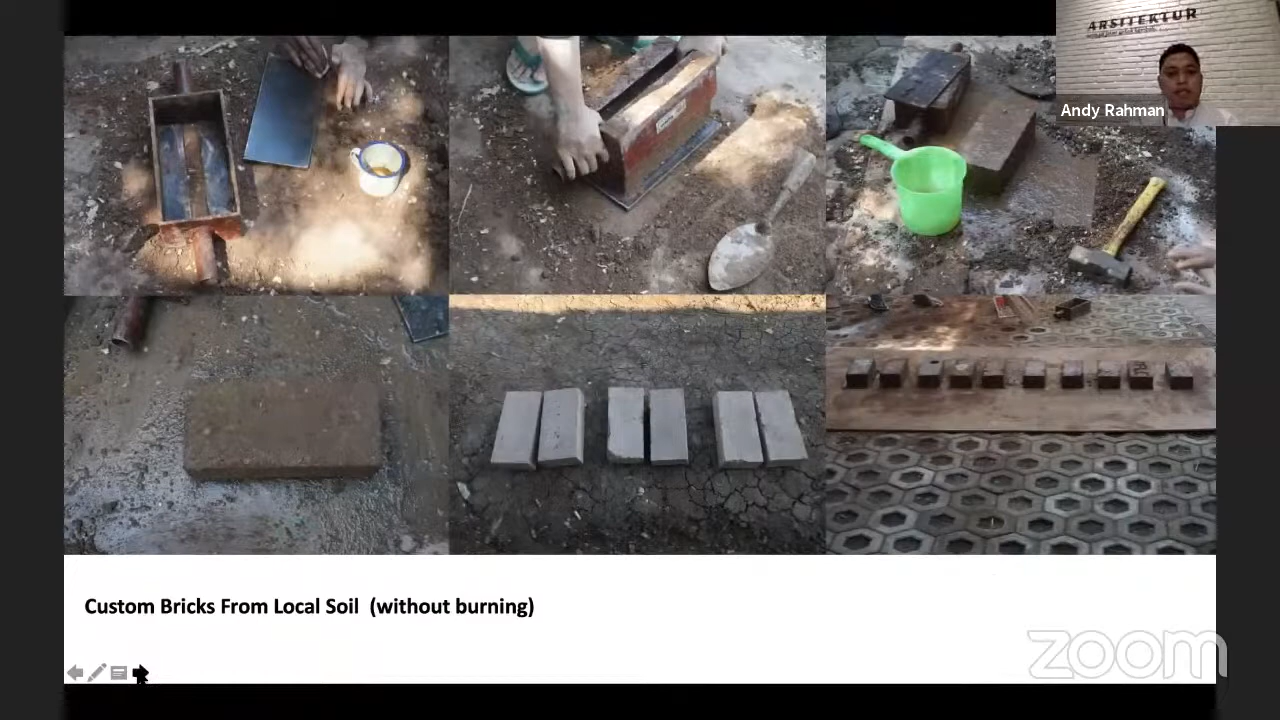 ARSITEKTUR
Andy Rahman
Custom Bricks From Local Soil (without burning)
zoom